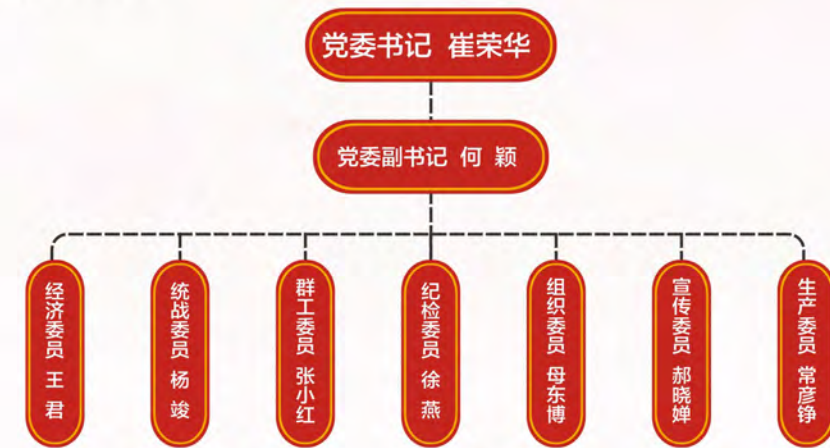 党委书记 崔荣华
党委副书记 何 颖
经济委员 王 君
统战委员 杨 竣
群工委员 张小红
纪检委员 徐 燕
组织委员 母东博
宣传委员 郝晓婵
生产委员 常彦铮